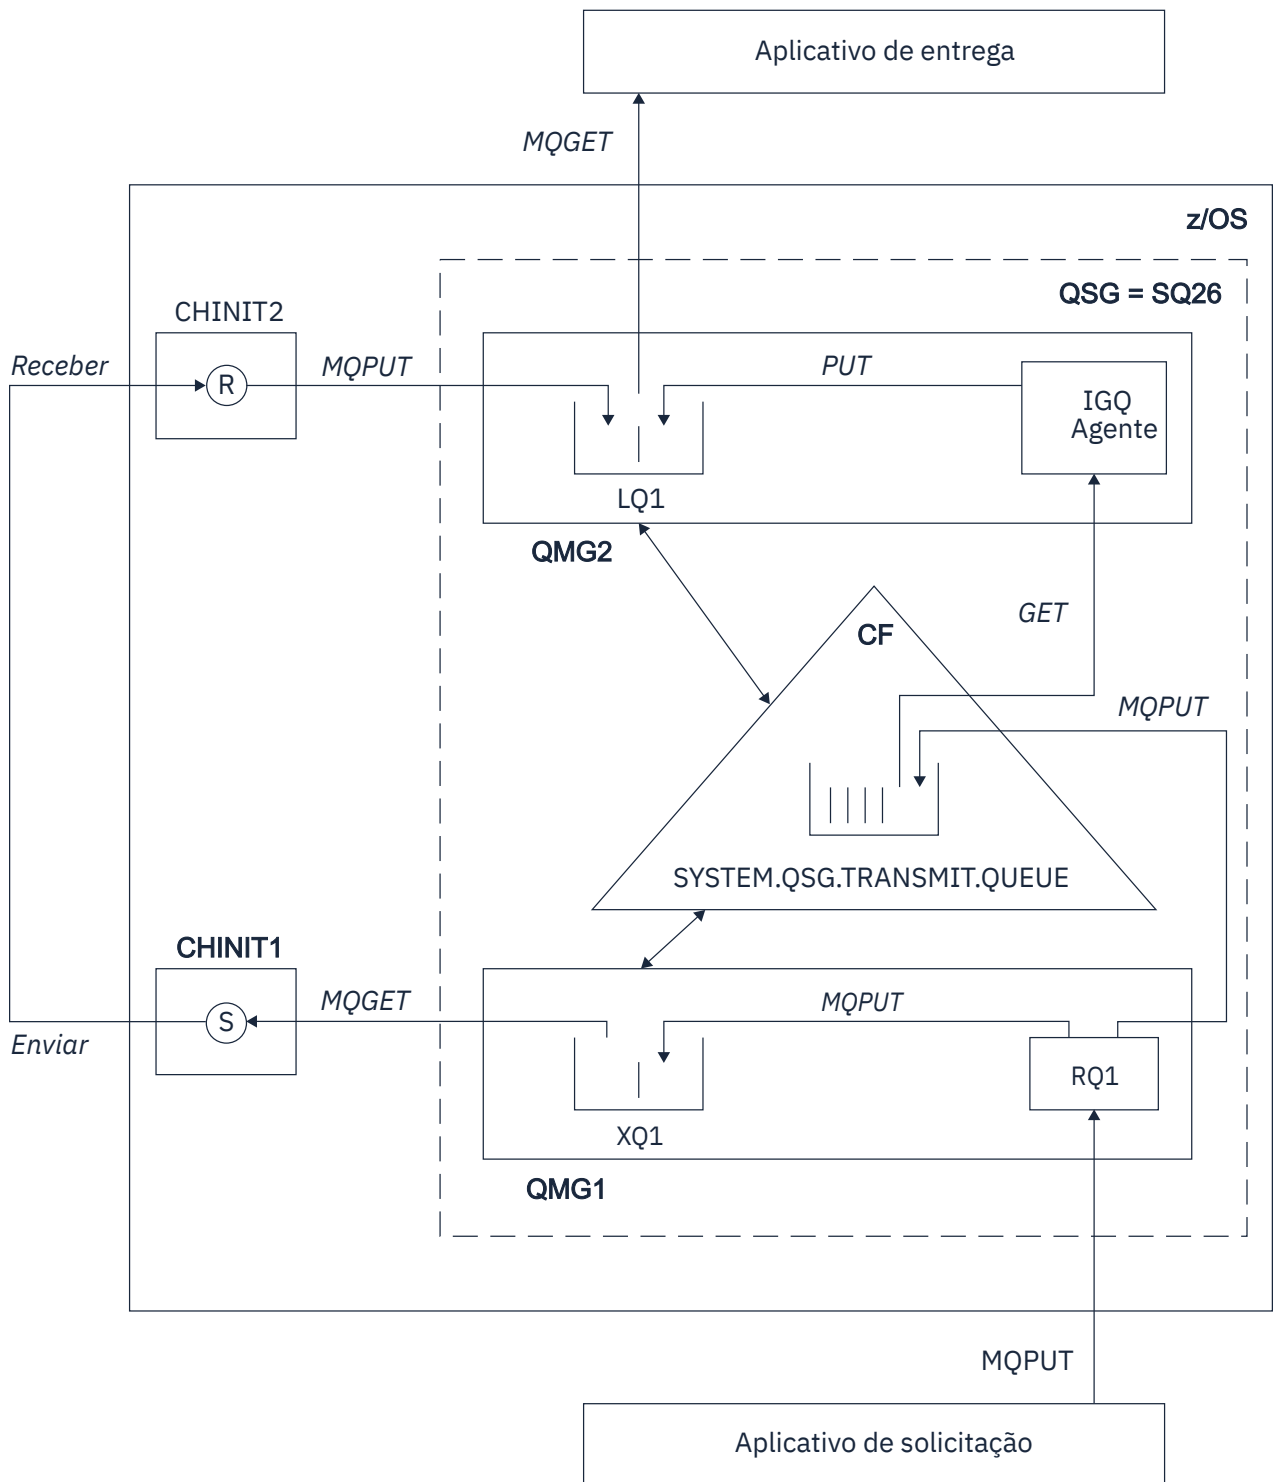 Aplicativo de entrega
MQGET
z/OS
QSG = SQ26
CHINIT2
Receber
R
MQPUT
PUT
IGQ
Agente
LQ1
QMG2
GET
CF
MQPUT
SYSTEM.QSG.TRANSMIT.QUEUE
CHINIT1
Enviar
S
MQGET
MQPUT
RQ1
XQ1
QMG1
MQPUT
Aplicativo de solicitação